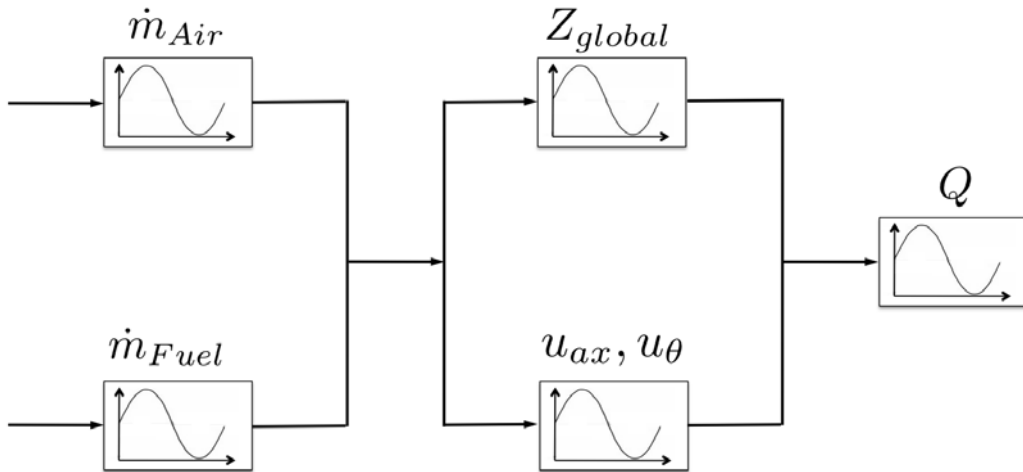 ṁ_Air
Z_global
Q
ṁ_Fuel
u_ax, u_θ